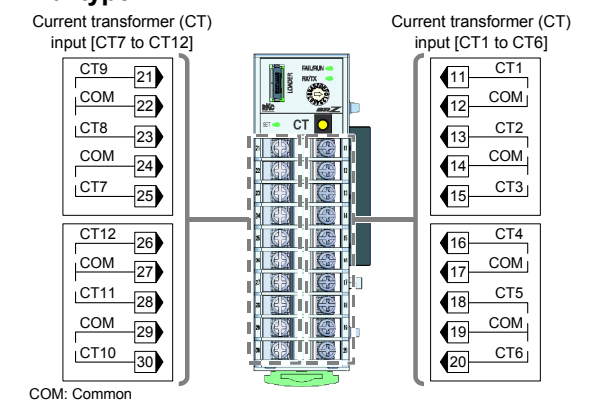 Current transformer (CT)
input [CT7 to CT12]
Current transformer (CT)
input [CT1 to CT6]
CT9 21
COM 22
CT8 23
COM 24
CT7 25
CT12 26
COM 27
CT11 28
COM 29
CT10 30
FAIL/RUN
RX/TX
LOADER
RKC
SRZ
SET
CT
11 CT1
12 COM
13 CT2
14 COM
15 CT3
16 CT4
17 COM
18 CT5
19 COM
20 CT6
COM: Common